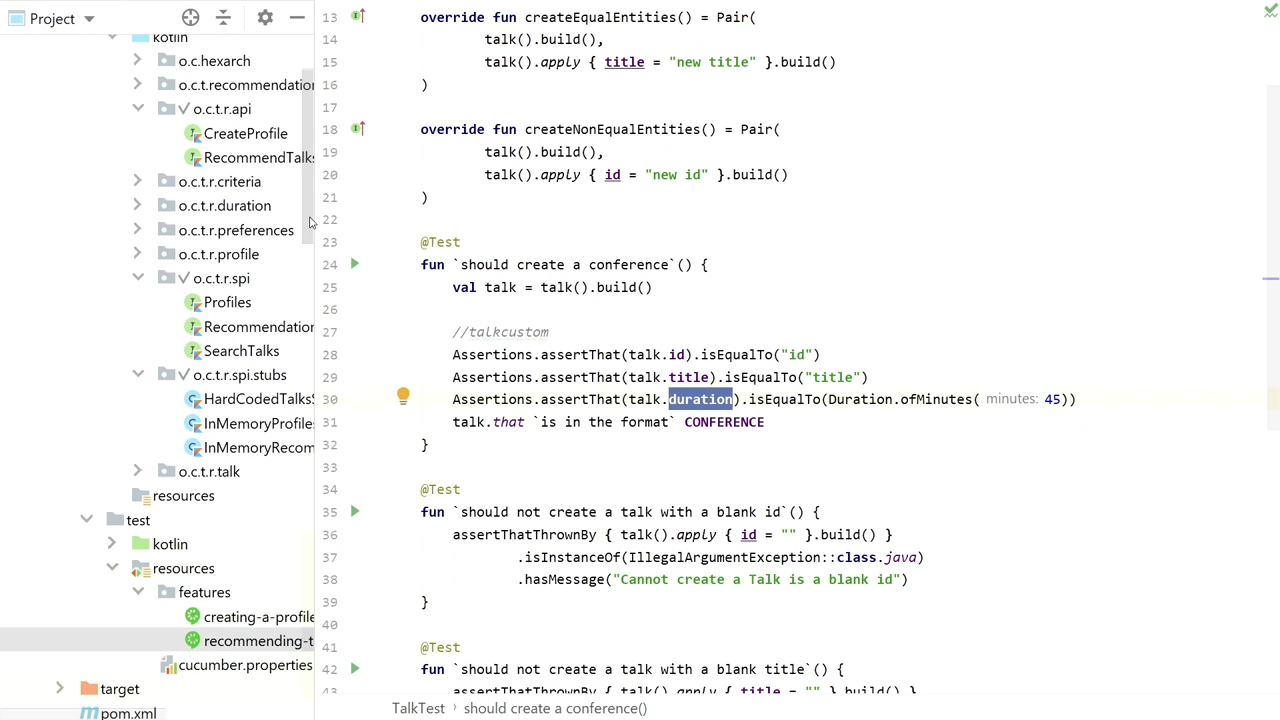 Project
kotlin
o.c.hexarch
o.c.t.recommendation
o.c.t.r.api
CreateProfile
RecommendTalks
o.c.t.r.criteria
o.c.t.r.duration
o.c.t.r.preferences
o.c.t.r.profile
o.c.t.r.spi
Profiles
Recommendation
SearchTalks
o.c.t.r.spi.stubs
HardCodedTalksS
InMemoryProfiles
InMemoryRecom
o.c.t.r.talk
resources
test
kotlin
resources
features
creating-a-profile
recommending-t
cucumber.properties
target
pom.xml
13 override fun createEqualEntities() = Pair(
14 talk().build(),
15 talk().apply { title = "new title" }.build()
16 )
17
18 override fun createNonEqualEntities() = Pair(
19 talk().build(),
20 talk().apply { id = "new id" }.build()
21 )
22
23 @Test
24 fun `should create a conference`() {
25 val talk = talk().build()
26
27 //talkcustom
28 Assertions.assertThat(talk.id).isEqualTo("id")
29 Assertions.assertThat(talk.title).isEqualTo("title")
30 Assertions.assertThat(talk.duration).isEqualTo(Duration.ofMinutes( minutes: 45))
31 talk.that `is in the format` CONFERENCE
32 }
33
34 @Test
35 fun `should not create a talk with a blank id`() {
36 assertThatThrownBy { talk().apply { id = "" }.build() }
37 .isInstanceOf(IllegalArgumentException::class.java)
38 .hasMessage("Cannot create a Talk is a blank id")
39 }
40
41 @Test
42 fun `should not create a talk with a blank title`() {
43 assertThatThrownBy { talk().apply { title = "" }.build() }
TalkTest › should create a conference()